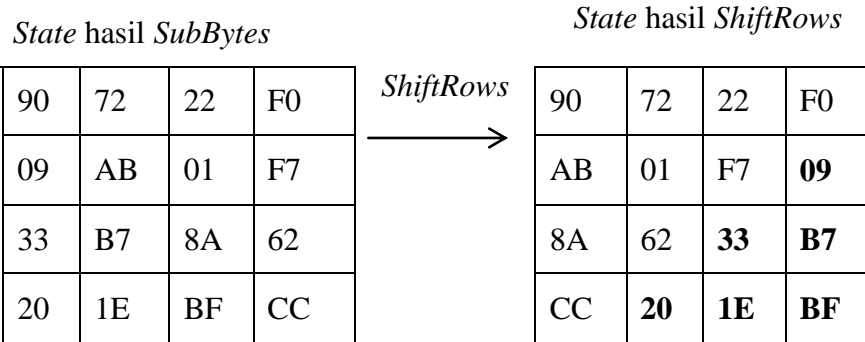 State hasil SubBytes
State hasil ShiftRows
ShiftRows
90 72 22 F0
09 AB 01 F7
33 B7 8A 62
20 1E BF CC
90 72 22 F0
AB 01 F7 09
8A 62 33 B7
CC 20 1E BF